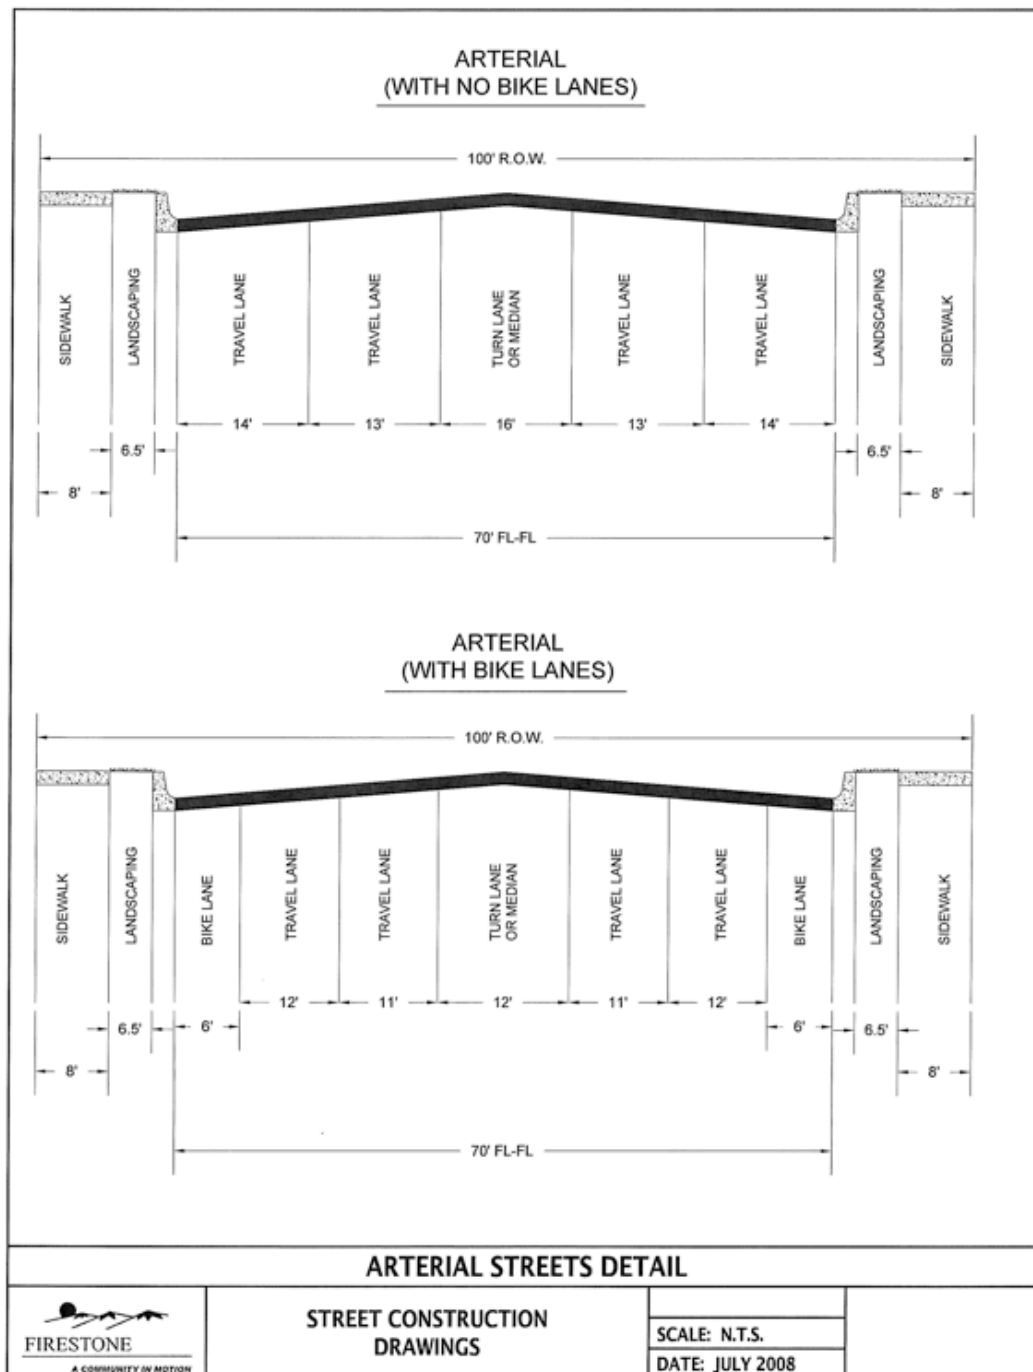 ARTERIAL
(WITH NO BIKE LANES)
100' R.O.W.
SIDEWALK
LANDSCAPING
TRAVEL LANE
TRAVEL LANE
TURN LANE
OR MEDIAN
TRAVEL LANE
TRAVEL LANE
LANDSCAPING
SIDEWALK
14' 13' 16' 13' 14'
6.5' 6.5'
8' 8'
70' FL-FL
ARTERIAL
(WITH BIKE LANES)
100' R.O.W.
SIDEWALK
LANDSCAPING
BIKE LANE
TRAVEL LANE
TRAVEL LANE
TURN LANE
OR MEDIAN
TRAVEL LANE
TRAVEL LANE
BIKE LANE
LANDSCAPING
SIDEWALK
12' 11' 12' 11' 12'
6.5' 6' 6' 6.5'
8' 8'
70' FL-FL
ARTERIAL STREETS DETAIL
FIRESTONE
A COMMUNITY IN MOTION
STREET CONSTRUCTION
DRAWINGS
SCALE: N.T.S.
DATE: JULY 2008